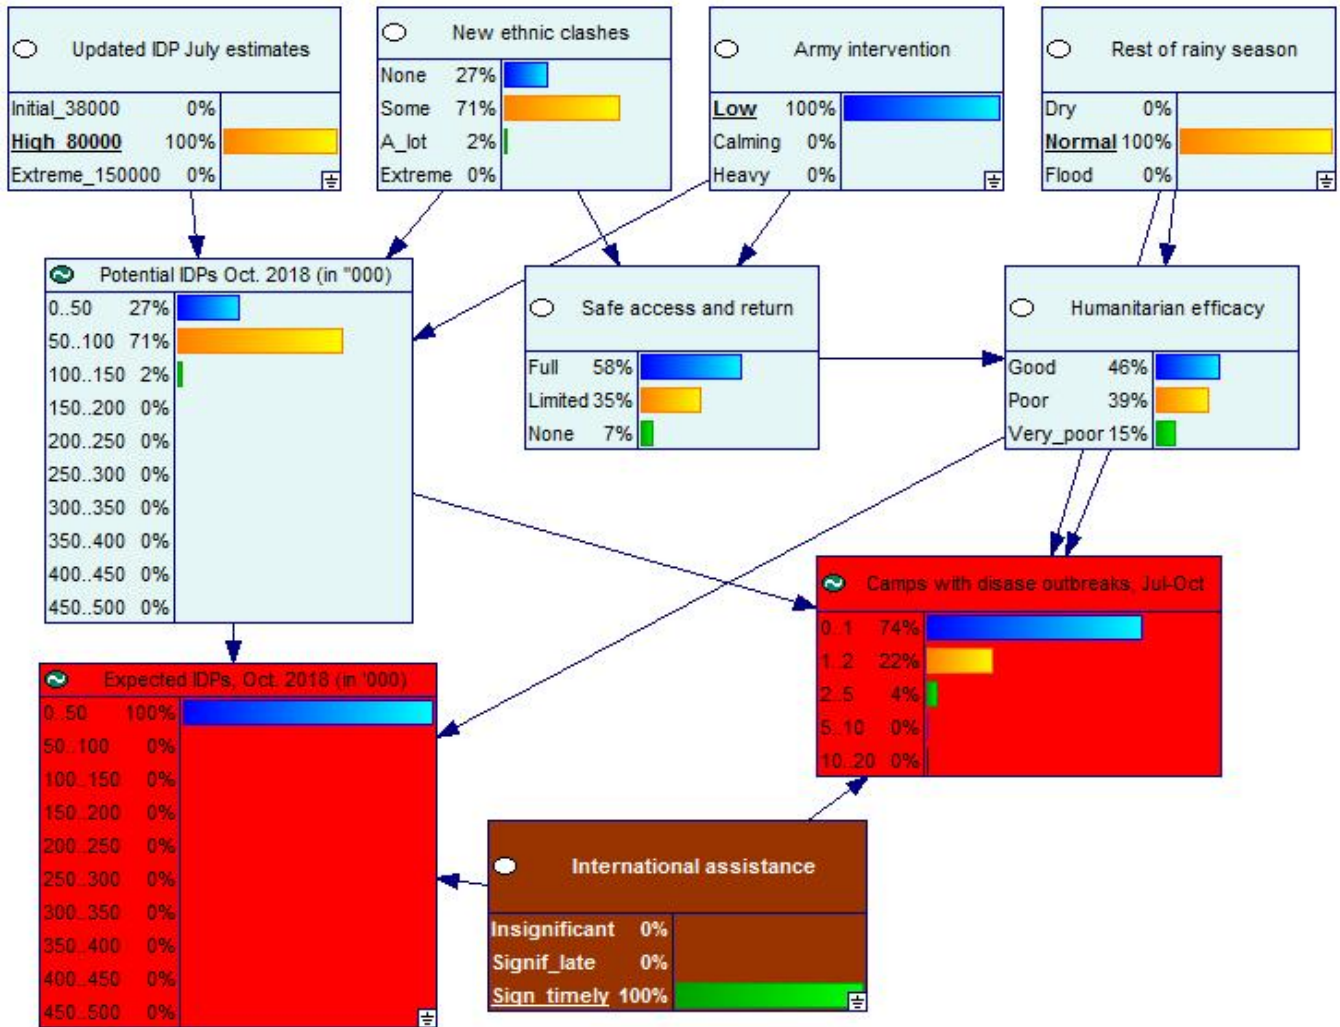 Updated IDP July estimates
Initial_38000 0%
High_80000 100%
Extreme_150000 0%
New ethnic clashes
None 27%
Some 71%
A_lot 2%
Extreme 0%
Army intervention
Low 100%
Calming 0%
Heavy 0%
Rest of rainy season
Dry 0%
Normal 100%
Flood 0%
Potential IDPs Oct. 2018 (in "000)
0..50 27%
50..100 71%
100..150 2%
150..200 0%
200..250 0%
250..300 0%
300..350 0%
350..400 0%
400..450 0%
450..500 0%
Safe access and return
Full 58%
Limited 35%
None 7%
Humanitarian efficacy
Good 46%
Poor 39%
Very_poor 15%
Camps with disase outbreaks, Jul-Oct
0..1 74%
1..2 22%
2..5 4%
5..10 0%
10..20 0%
Expected IDPs, Oct. 2018 (in '000)
0..50 100%
50..100 0%
100..150 0%
150..200 0%
200..250 0%
250..300 0%
300..350 0%
350..400 0%
400..450 0%
450..500 0%
International assistance
Insignificant 0%
Signif_late 0%
Sign_timely 100%